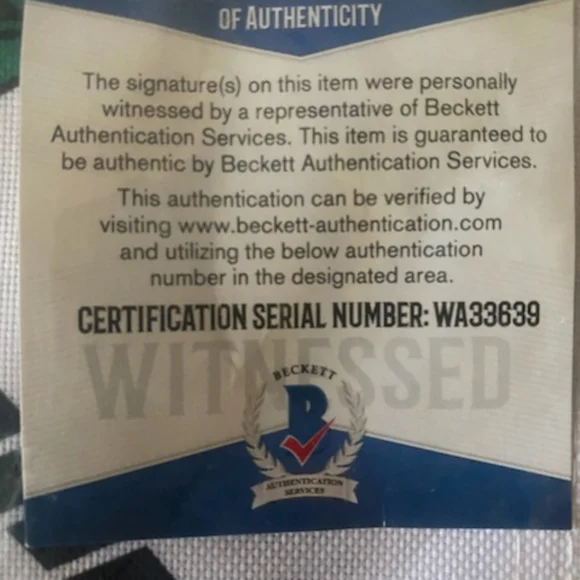 OF AUTHENTICITY
The signature(s) on this item were personally
witnessed by a representative of Beckett
Authentication Services. This item is guaranteed to
be authentic by Beckett Authentication Services.
This authentication can be verified by
visiting www.beckett-authentication.com
and utilizing the below authentication
number in the designated area.
CERTIFICATION SERIAL NUMBER: WA33639
WITNESSED
BECKETT
B
AUTHENTICATION
SERVICES